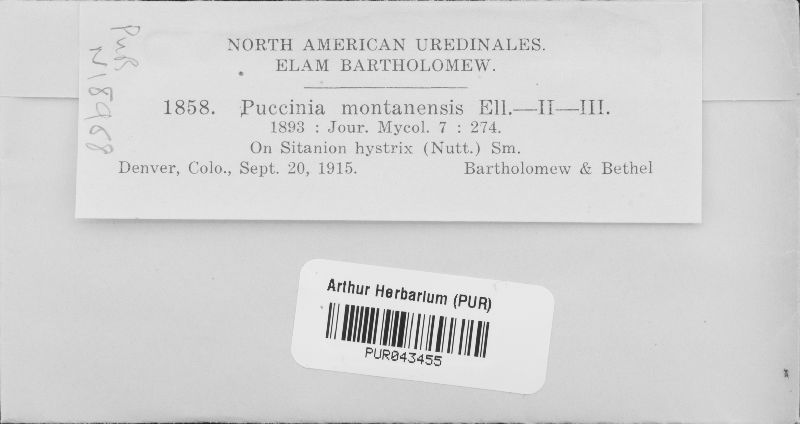 PUR
N18968
NORTH AMERICAN UREDINALES.
ELAM BARTHOLOMEW.
1858. Puccinia montanensis Ell.—II—III.
1893 : Jour. Mycol. 7 : 274.
On Sitanion hystrix (Nutt.) Sm.
Denver, Colo., Sept. 20, 1915. Bartholomew & Bethel
Arthur Herbarium (PUR)
PUR043455